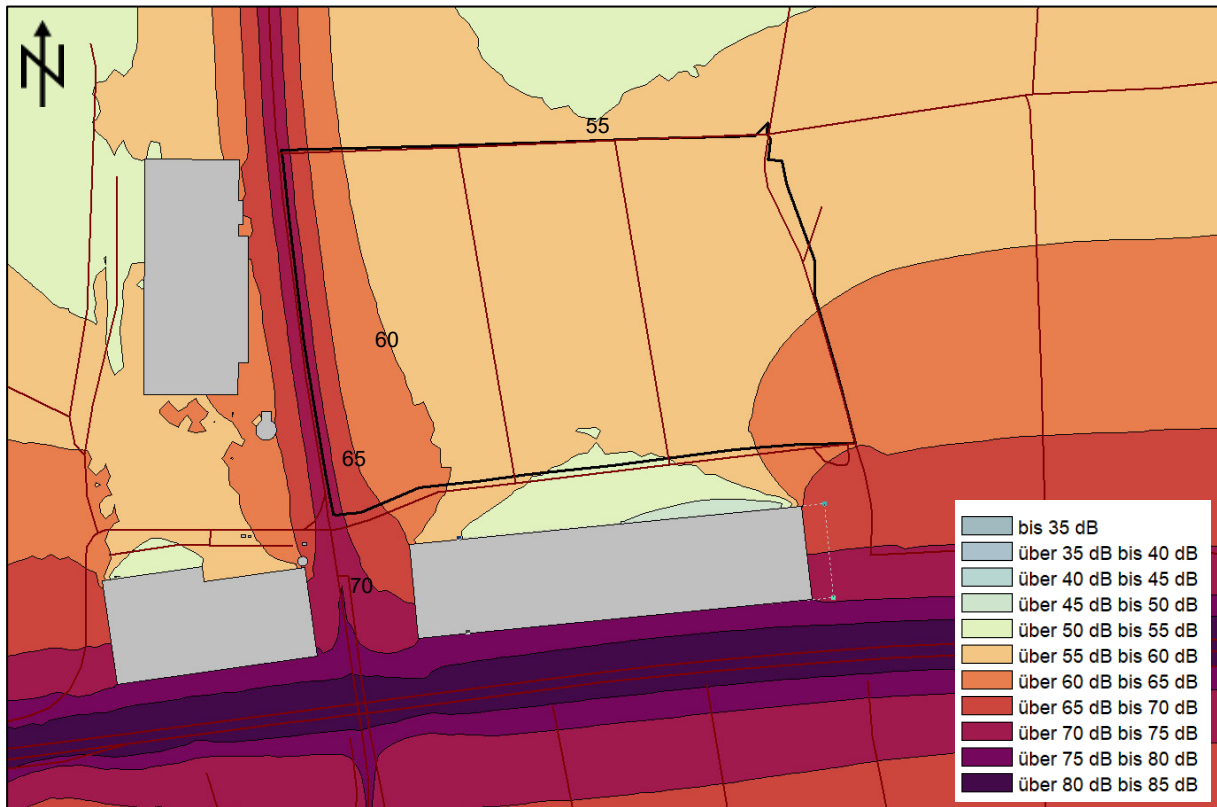 N
55
60
65
70
bis 35 dB
über 35 dB bis 40 dB
über 40 dB bis 45 dB
über 45 dB bis 50 dB
über 50 dB bis 55 dB
über 55 dB bis 60 dB
über 60 dB bis 65 dB
über 65 dB bis 70 dB
über 70 dB bis 75 dB
über 75 dB bis 80 dB
über 80 dB bis 85 dB